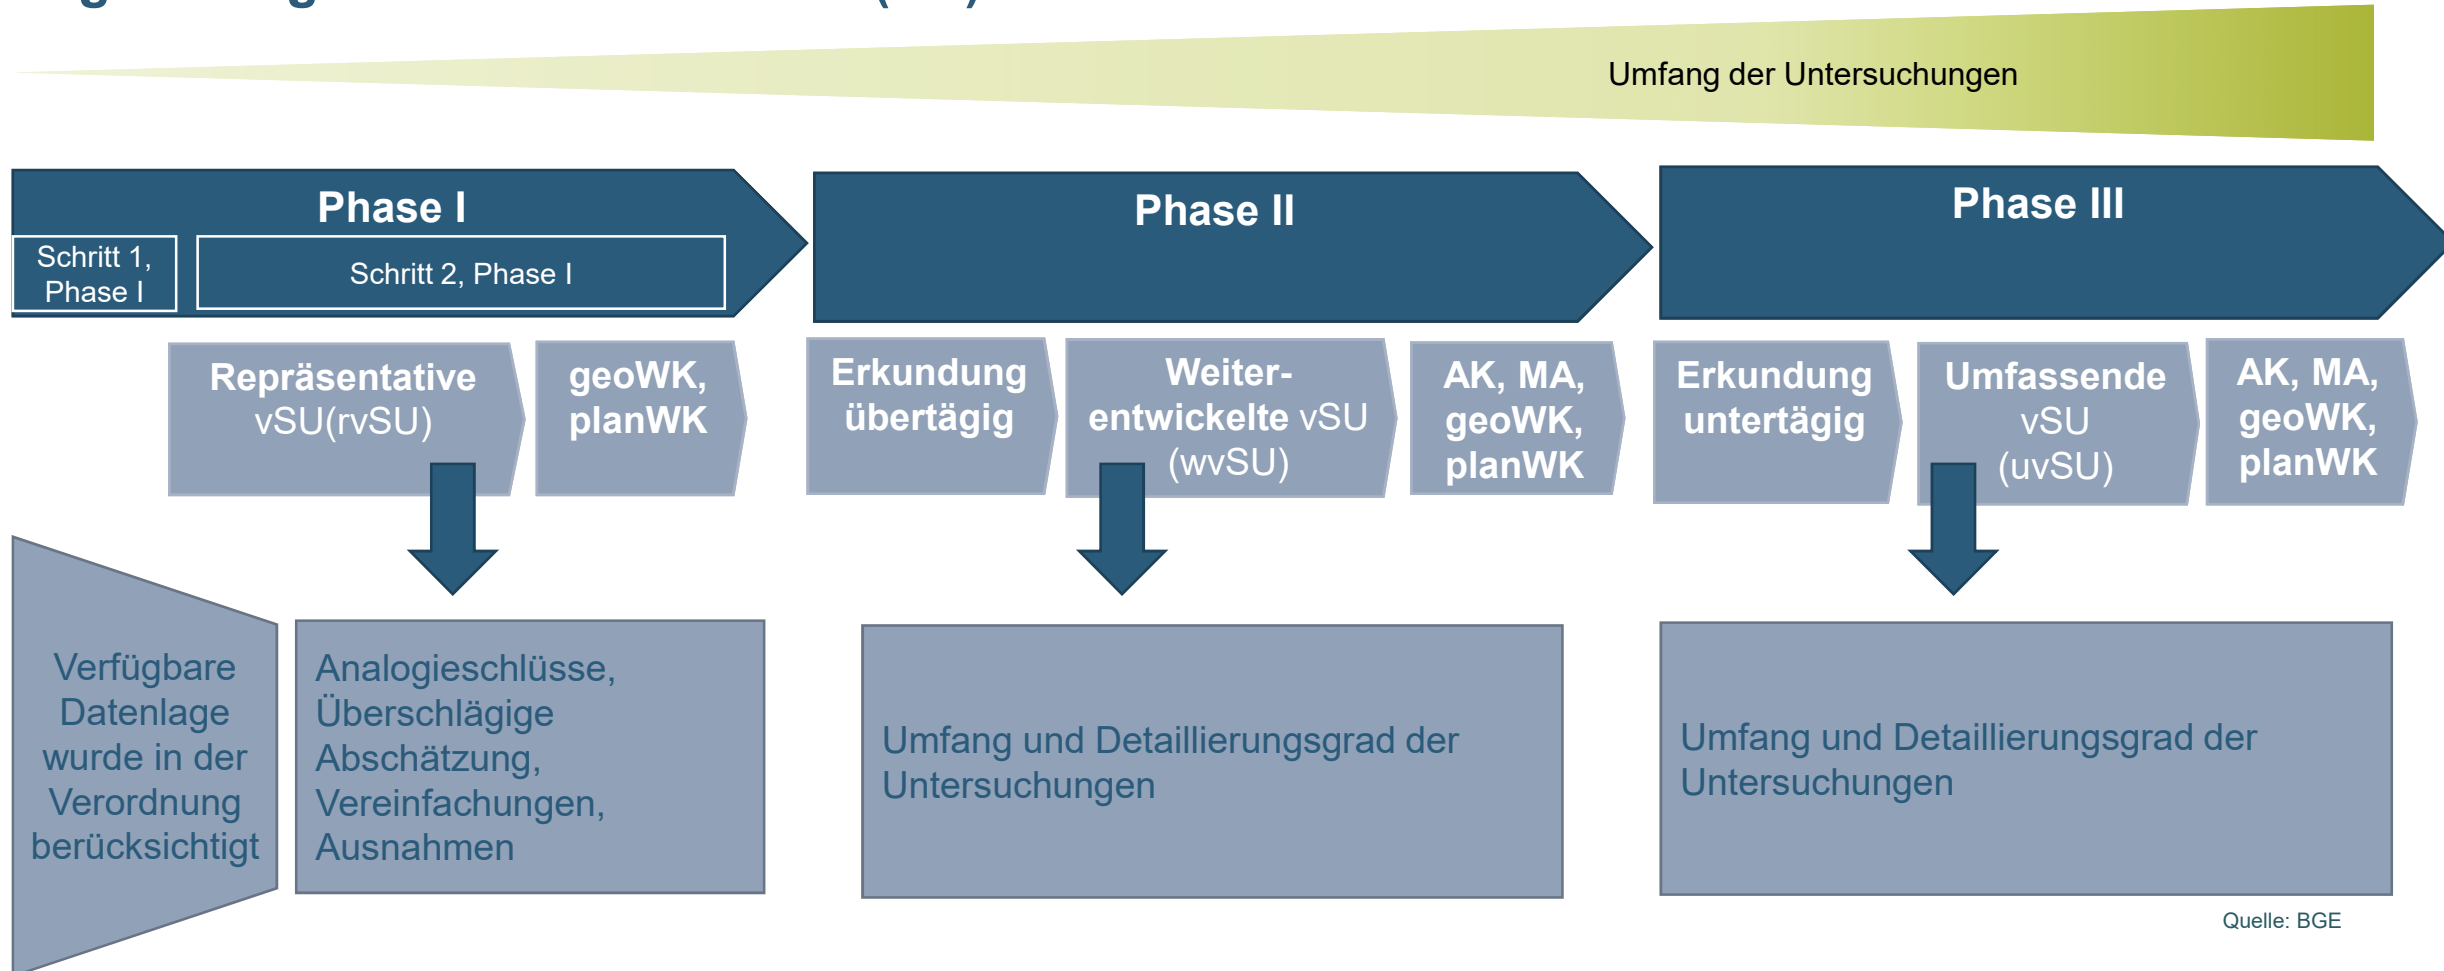 Umfang der Untersuchungen
Phase I
Schritt 1,
Phase I
Schritt 2, Phase I
Phase II
Phase III
Repräsentative
vSU(rvSU)
geoWK,
planWK
Erkundung
übertägig
Weiter-
entwickelte vSU
(wvSU)
AK, MA,
geoWK,
planWK
Erkundung
untertägig
Umfassende
vSU
(uvSU)
AK, MA,
geoWK,
planWK
Verfügbare
Datenlage
wurde in der
Verordnung
berücksichtigt
Analogieschlüsse,
Überschlägige
Abschätzung,
Vereinfachungen,
Ausnahmen
Umfang und Detaillierungsgrad der
Untersuchungen
Umfang und Detaillierungsgrad der
Untersuchungen
Quelle: BGE